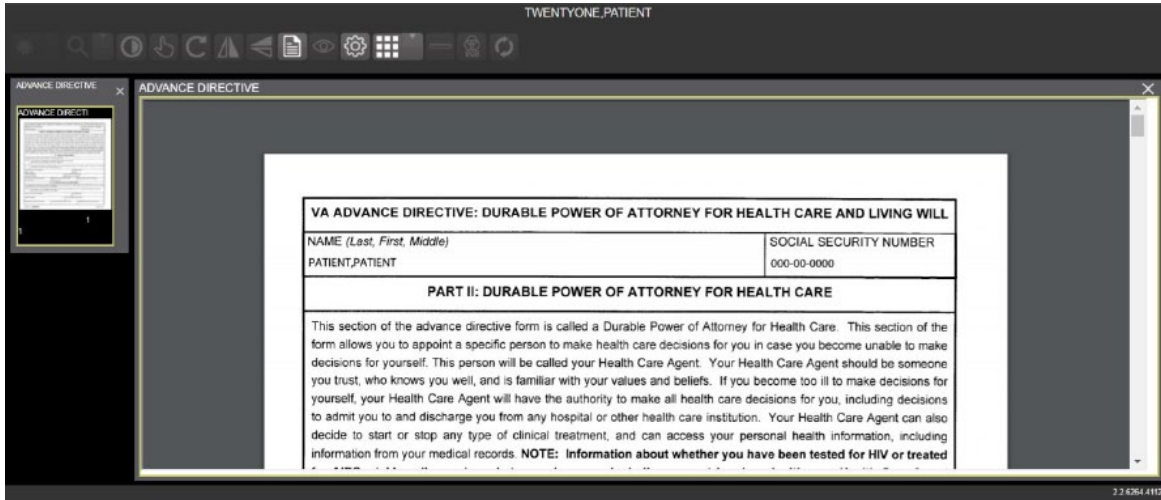 TWENTYONE,PATIENT
ADVANCE DIRECTIVE
ADVANCE DIRECTI
1
1
ADVANCE DIRECTIVE
VA ADVANCE DIRECTIVE: DURABLE POWER OF ATTORNEY FOR HEALTH CARE AND LIVING WILL
NAME (Last, First, Middle)
SOCIAL SECURITY NUMBER
PATIENT,PATIENT
000-00-0000
PART II: DURABLE POWER OF ATTORNEY FOR HEALTH CARE
This section of the advance directive form is called a Durable Power of Attorney for Health Care. This section of the
form allows you to appoint a specific person to make health care decisions for you in case you become unable to make
decisions for yourself. This person will be called your Health Care Agent. Your Health Care Agent should be someone
you trust, who knows you well, and is familiar with your values and beliefs. If you become too ill to make decisions for
yourself, your Health Care Agent will have the authority to make all health care decisions for you, including decisions
to admit you to and discharge you from any hospital or other health care institution. Your Health Care Agent can also
decide to start or stop any type of clinical treatment, and can access your personal health information, including
information from your medical records. NOTE: Information about whether you have been tested for HIV or treated
2.2.6264.4117